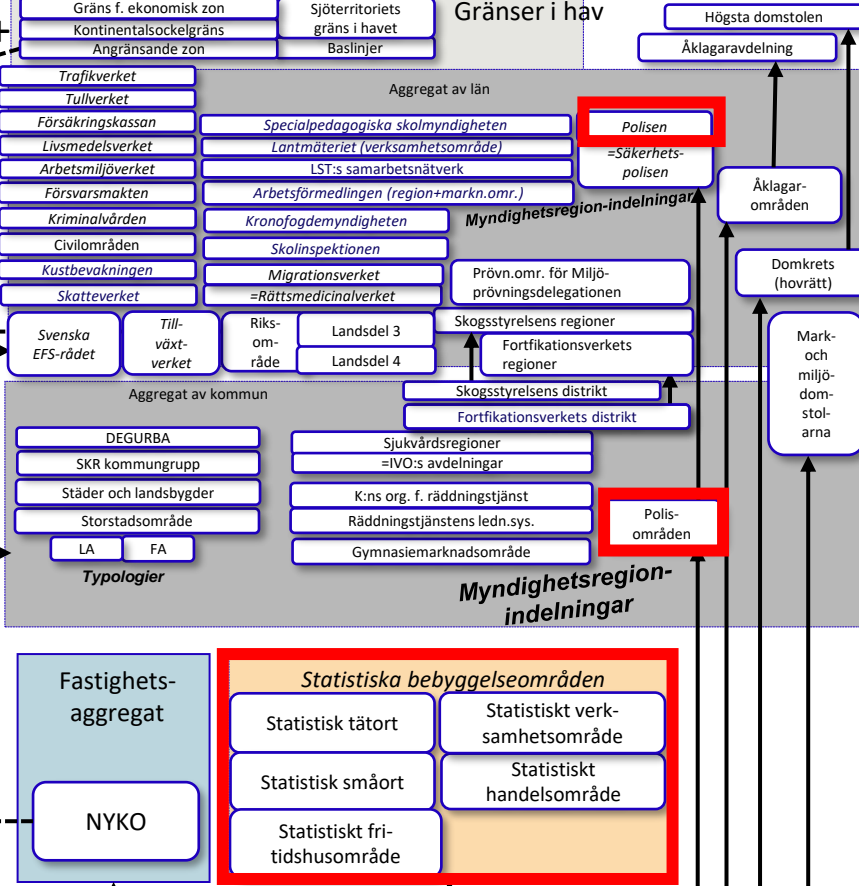 Gräns f. ekonomisk zon
Kontinentalsockelgräns
Angränsande zon
Sjöterritoriets
gräns i havet
Baslinjer
Gränser i hav
Högsta domstolen
Åklagaravdelning
Aggregat av län
Trafikverket
Tullverket
Försäkringskassan
Livsmedelsverket
Arbetsmiljöverket
Försvarsmakten
Kriminalvården
Civilområden
Kustbevakningen
Skatteverket
Specialpedagogiska skolmyndigheten
Lantmäteriet (verksamhetsområde)
LST:s samarbetsnätverk
Arbetsförmedlingen (region+markn.omr.)
Kronofogdemyndigheten
Skolinspektionen
Migrationsverket
=Rättsmedicinalverket
Polisen
=Säkerhets-
polisen
Myndighetsregion-indelningar
Åklagar-
områden
Domkrets
(hovrätt)
Prövn.omr. för Miljö-
prövningsdelegationen
Skogsstyrelsens regioner
Fortfikationsverkets
regioner
Svenska
EFS-rådet
Till-
växt-
verket
Riks-
om-
råde
Landsdel 3
Landsdel 4
Mark-
och
miljö-
dom-
stol-
arna
Aggregat av kommun
Skogsstyrelsens distrikt
Fortfikationsverkets distrikt
DEGURBA
SKR kommungrupp
Städer och landsbygder
Storstadsområde
LA
FA
Typologier
Sjukvårdsregioner
=IVO:s avdelningar
K:ns org. f. räddningstjänst
Räddningstjänstens ledn.sys.
Gymnasiemarknadsområde
Polis-
områden
Myndighetsregion-
indelningar
Fastighets-
aggregat
NYKO
Statistiska bebyggelseområden
Statistisk tätort
Statistiskt verk-
samhetsområde
Statistisk småort
Statistiskt
handelsområde
Statistiskt fri-
tidshusområde